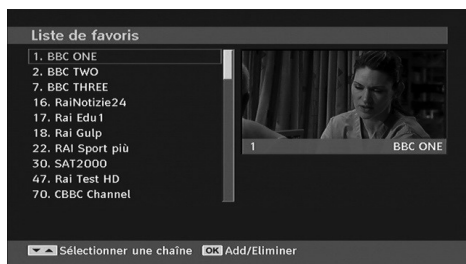 Liste de favoris
1. BBC ONE
2. BBC TWO
7. BBC THREE
16. RaiNotizie24
17. Rai Edu1
18. Rai Gulp
22. RAI Sport più
30. SAT2000
47. Rai Test HD
70. CBBC Channel
1 BBC ONE
Sélectionner une chaîne OK Add/Eliminer